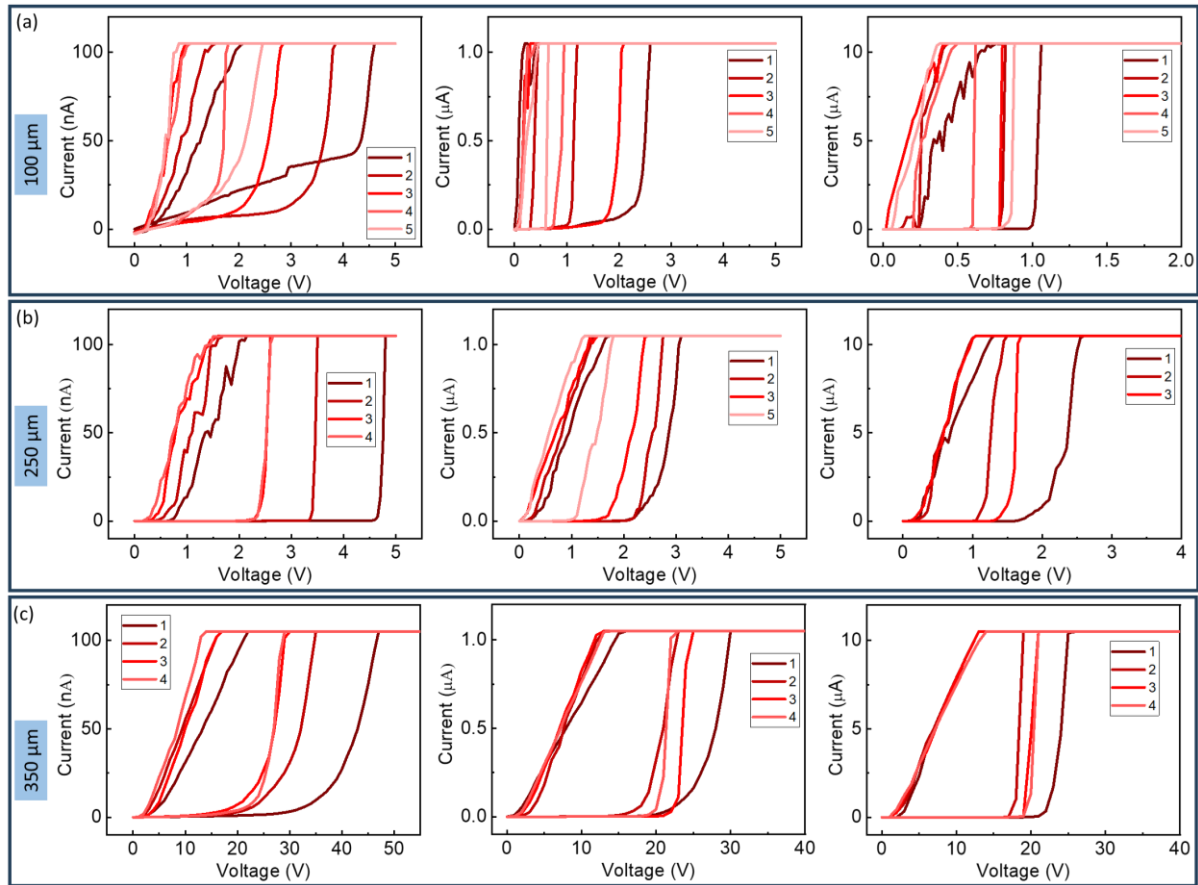 (a)
100 μm
Current (nA)
100
50
0
0 1 2 3 4 5
Voltage (V)
1
2
3
4
5
Current (μA)
1.0
0.5
0.0
0 1 2 3 4 5
Voltage (V)
1
2
3
4
5
Current (μA)
10
5
0
0.0 0.5 1.0 1.5 2.0
Voltage (V)
1
2
3
4
5
(b)
250 μm
Current (nA)
100
50
0
0 1 2 3 4 5
Voltage (V)
1
2
3
4
Current (μA)
1.0
0.5
0.0
0 1 2 3 4 5
Voltage (V)
1
2
3
4
5
Current (μA)
10
5
0
0 1 2 3 4
Voltage (V)
1
2
3
(c)
350 μm
Current (nA)
100
50
0
0 10 20 30 40 50
Voltage (V)
1
2
3
4
Current (μA)
1.0
0.5
0.0
0 10 20 30 40
Voltage (V)
1
2
3
4
Current (μA)
10
5
0
0 10 20 30 40
Voltage (V)
1
2
3
4